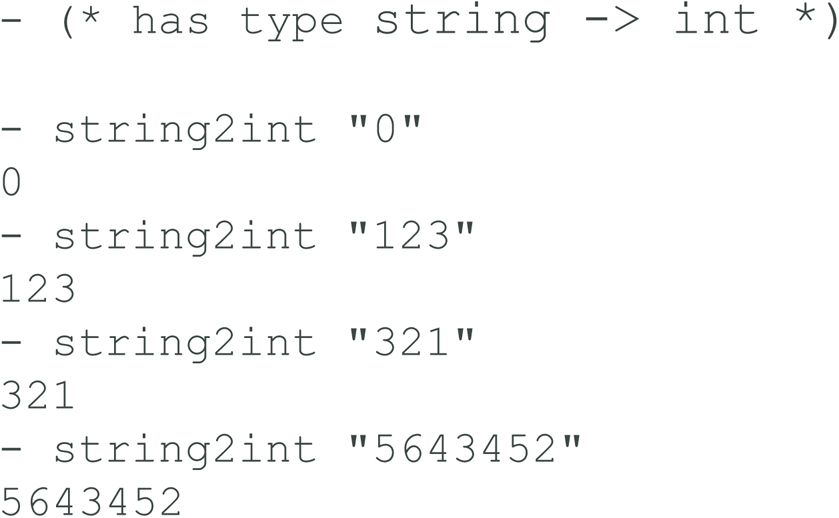 - (* has type string -> int *)
- string2int "0"
0
- string2int "123"
123
- string2int "321"
321
- string2int "5643452"
5643452